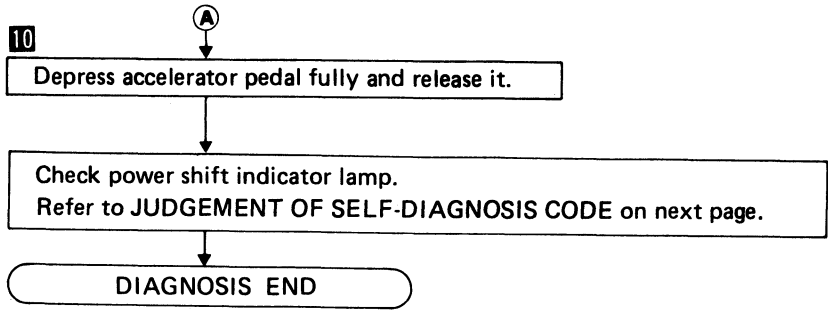 A
10
Depress accelerator pedal fully and release it.
Check power shift indicator lamp.
Refer to JUDGEMENT OF SELF-DIAGNOSIS CODE on next page.
DIAGNOSIS END